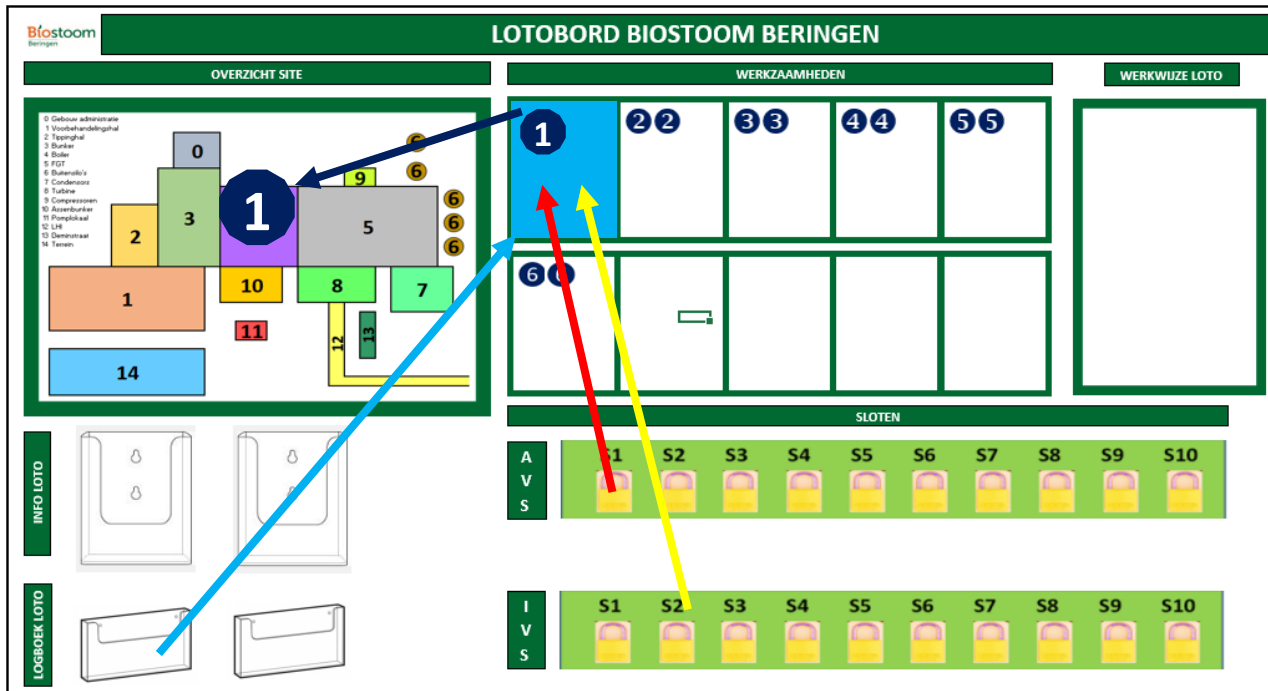 Biostoom
Beringen
LOTOBORD BIOSTOOM BERINGEN
OVERZICHT SITE
WERKZAAMHEDEN
WERKWIJZE LOTO
0 Gebouw administratie
1 Voorbehandelingshal
2 Tippinghal
3 Bunker
4 Boiler
5 FGT
6 Buitensilo's
7 Condensors
8 Turbine
9 Compressoren
10 Assenbunker
11 Pomplokaal
12 LHI
13 Deminstraat
14 Terrein
0
6
6
9
1
3
5
6
2
6
6
10
8
7
1
11
12
13
14
1
2 2
3 3
4 4
5 5
6 6
SLOTEN
INFO LOTO
A
V
S
S1 S2 S3 S4 S5 S6 S7 S8 S9 S10
LOGBOEK LOTO
I
V
S
S1 S2 S3 S4 S5 S6 S7 S8 S9 S10